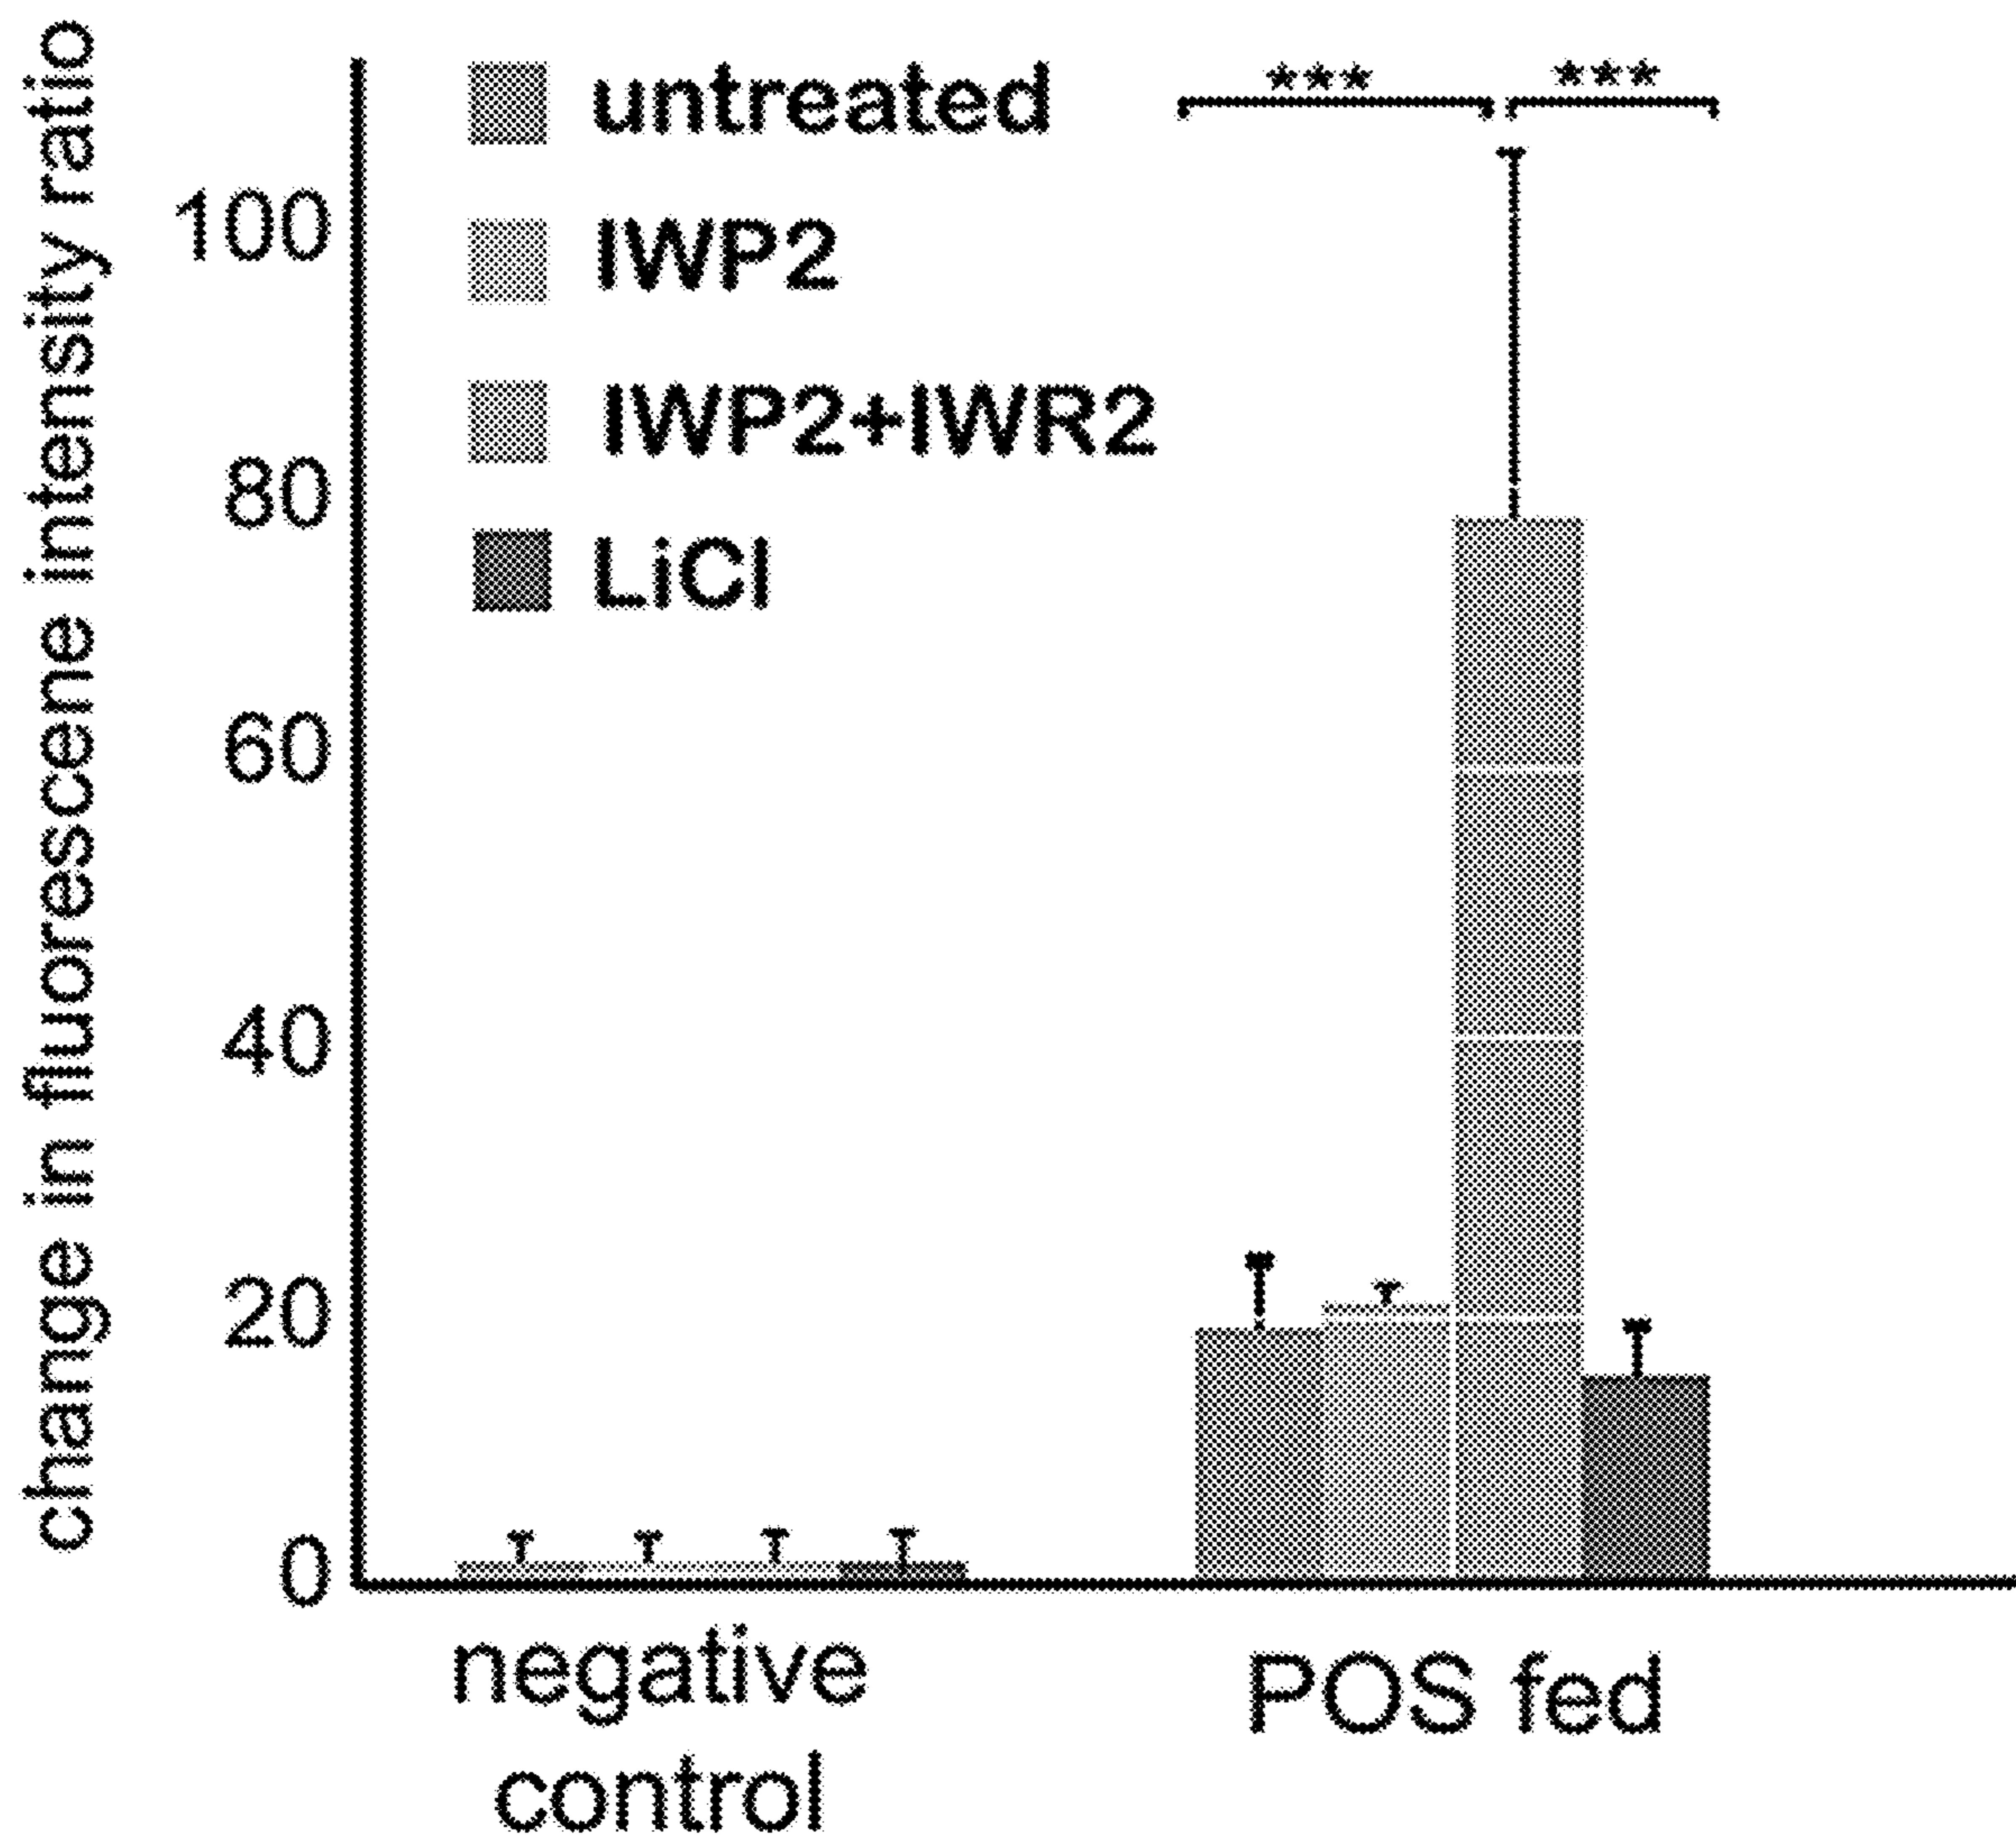 change in fluorescene intensity ratio
100
80
60
40
20
0
untreated
IWP2
IWP2+IWR2
LiCl
***
***
negative
control
POS fed